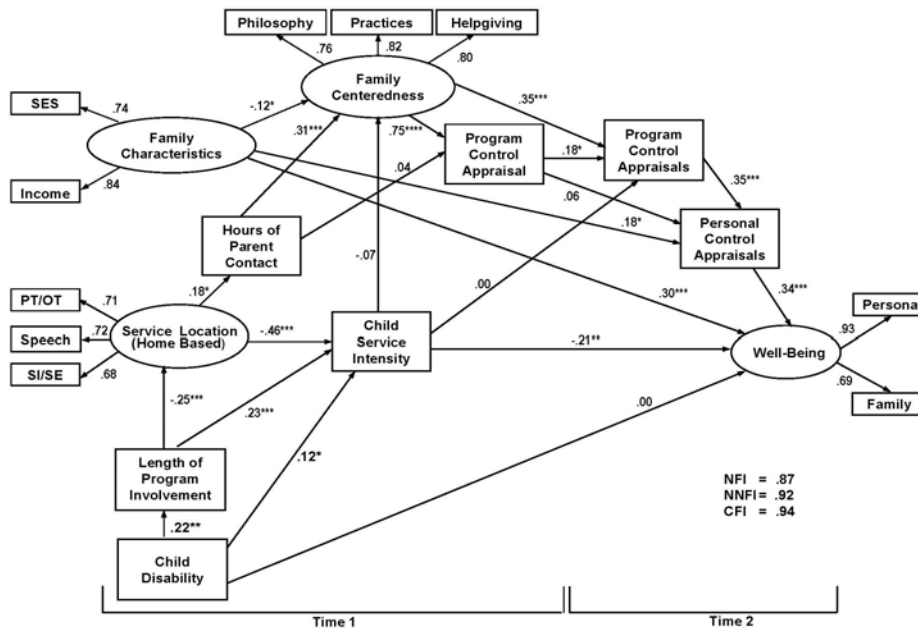 Philosophy
Practices
Helpgiving
.76
.82
.80
Family
Centeredness
SES
.74
-.12*
.35***
Family
Characteristics
.31***
.75****
Program
Control
Appraisal
.18*
Program
Control
Appraisals
Income
.84
.04
.06
.35***
Hours of
Parent
Contact
-.07
.18*
Personal
Control
Appraisals
.18*
.00
.30***
.34***
PT/OT
.71
Speech
.72
Service Location
(Home Based)
-.46***
Child
Service
Intensity
-.21**
Well-Being
.93
Persona
SI/SE
.68
.69
Family
-.25***
.23***
.00
.12*
Length of
Program
Involvement
NFI = .87
NNFI = .92
CFI = .94
.22**
Child
Disability
Time 1
Time 2